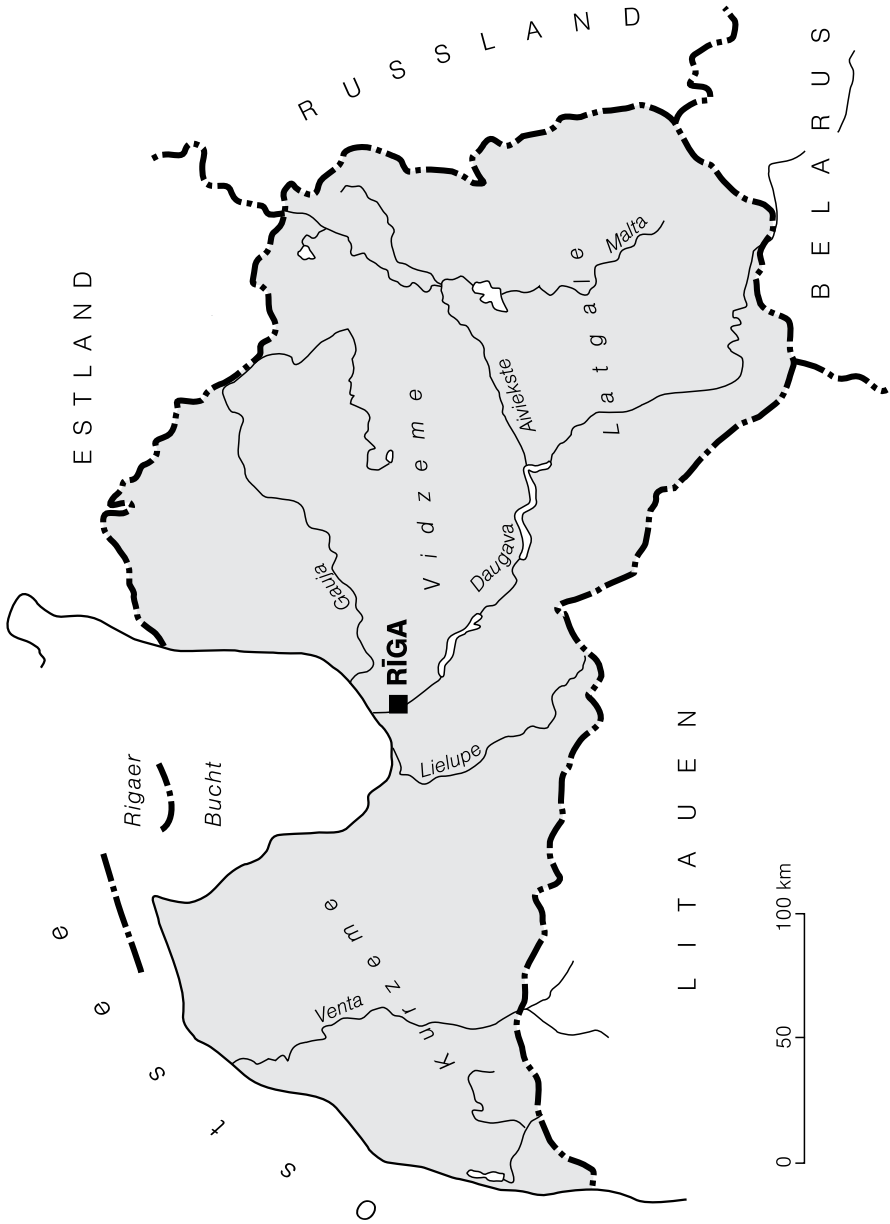 ESTLAND
RUSSLAND
Ostsee
Rigaer
Bucht
Gauja
Vidzeme
RĪGA
Venta
Kurzeme
Lielupe
Daugava
Aiviekste
Latgale
Malta
LITAUEN
BELARUS
0 50 100 km